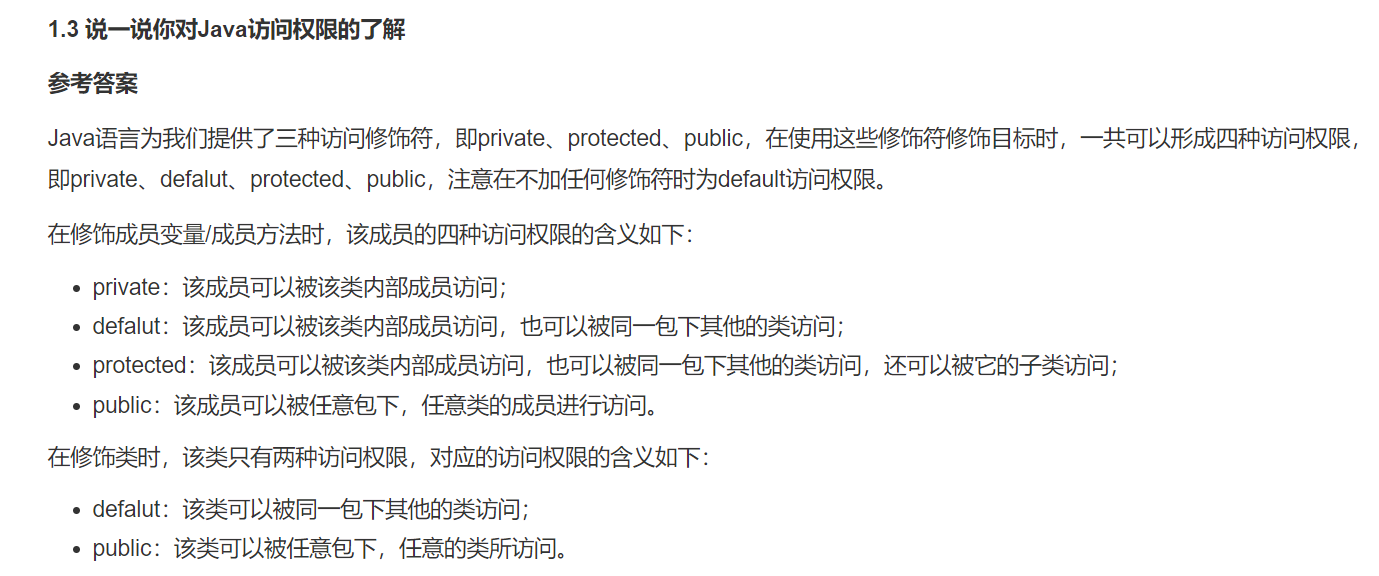 1.3 说一说你对Java访问权限的了解
参考答案
Java语言为我们提供了三种访问修饰符，即private、protected、public，在使用这些修饰符修饰目标时，一共可以形成四种访问权限，
即private、defalut、protected、public，注意在不加任何修饰符时为default访问权限。
在修饰成员变量/成员方法时，该成员的四种访问权限的含义如下：
• private：该成员可以被该类内部成员访问；
• defalut：该成员可以被该类内部成员访问，也可以被同一包下其他的类访问；
• protected：该成员可以被该类内部成员访问，也可以被同一包下其他的类访问，还可以被它的子类访问；
• public：该成员可以被任意包下，任意类的成员进行访问。
在修饰类时，该类只有两种访问权限，对应的访问权限的含义如下：
• defalut：该类可以被同一包下其他的类访问；
• public：该类可以被任意包下，任意的类所访问。